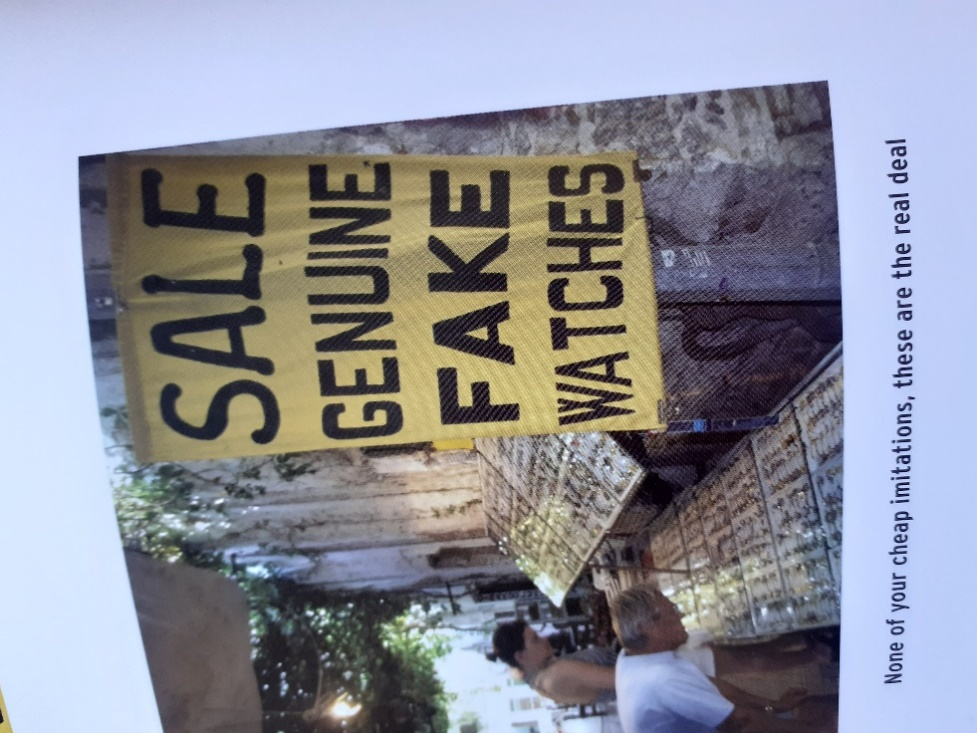 SALE
GENUINE
FAKE
WATCHES
None of your cheap imitations, these are the real deal